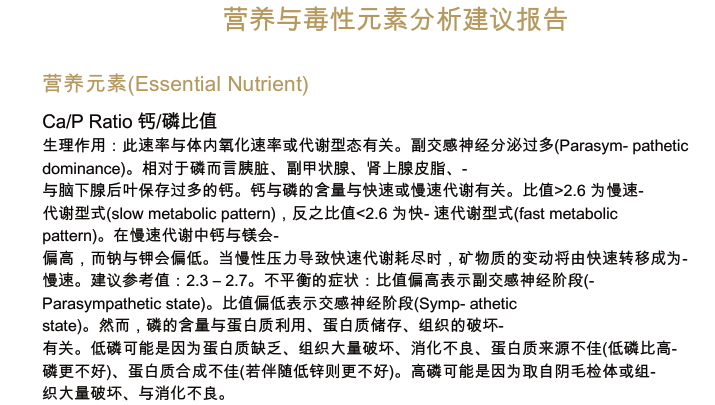 营养与毒性元素分析建议报告
营养元素(Essential Nutrient)
Ca/P Ratio 钙/磷比值
生理作用：此速率与体内氧化速率或代谢型态有关。副交感神经分泌过多(Parasym- pathetic
dominance)。相对于磷而言胰脏、副甲状腺、肾上腺皮脂、-
与脑下腺后叶保存过多的钙。钙与磷的含量与快速或慢速代谢有关。比值>2.6 为慢速-
代谢型式(slow metabolic pattern)，反之比值<2.6 为快- 速代谢型式(fast metabolic
pattern)。在慢速代谢中钙与镁会-
偏高，而钠与钾会偏低。当慢性压力导致快速代谢耗尽时，矿物质的变动将由快速转移成为-
慢速。建议参考值：2.3 – 2.7。不平衡的症状：比值偏高表示副交感神经阶段(-
Parasympathetic state)。比值偏低表示交感神经阶段(Symp- athetic
state)。然而，磷的含量与蛋白质利用、蛋白质储存、组织的破坏-
有关。低磷可能是因为蛋白质缺乏、组织大量破坏、消化不良、蛋白质来源不佳(低磷比高-
磷更不好)、蛋白质合成不佳(若伴随低锌则更不好)。高磷可能是因为取自阴毛检体或组-
织大量破坏、与消化不良。